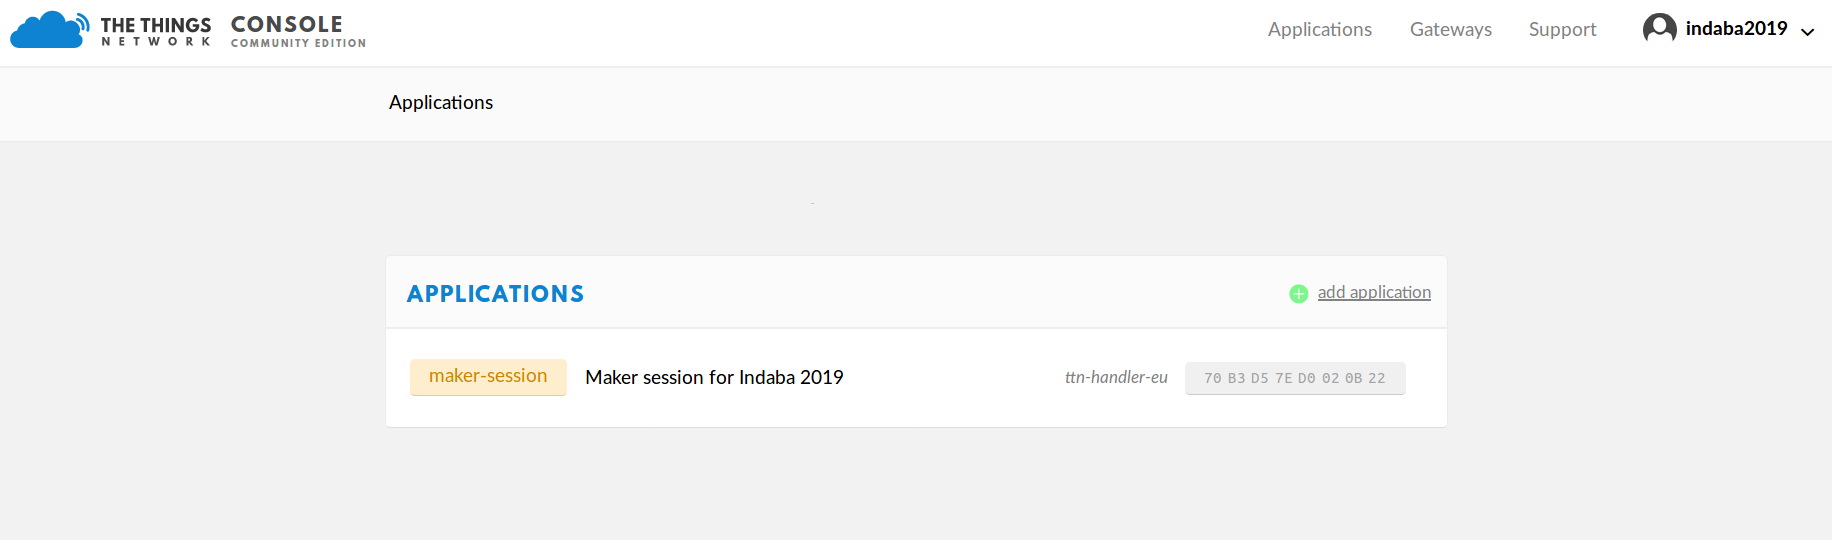 THE THINGS NETWORK
CONSOLE
COMMUNITY EDITION
Applications
Gateways
Support
indaba2019
Applications
APPLICATIONS
add application
maker-session
Maker session for Indaba 2019
ttn-handler-eu
70 B3 D5 7E D0 02 0B 22